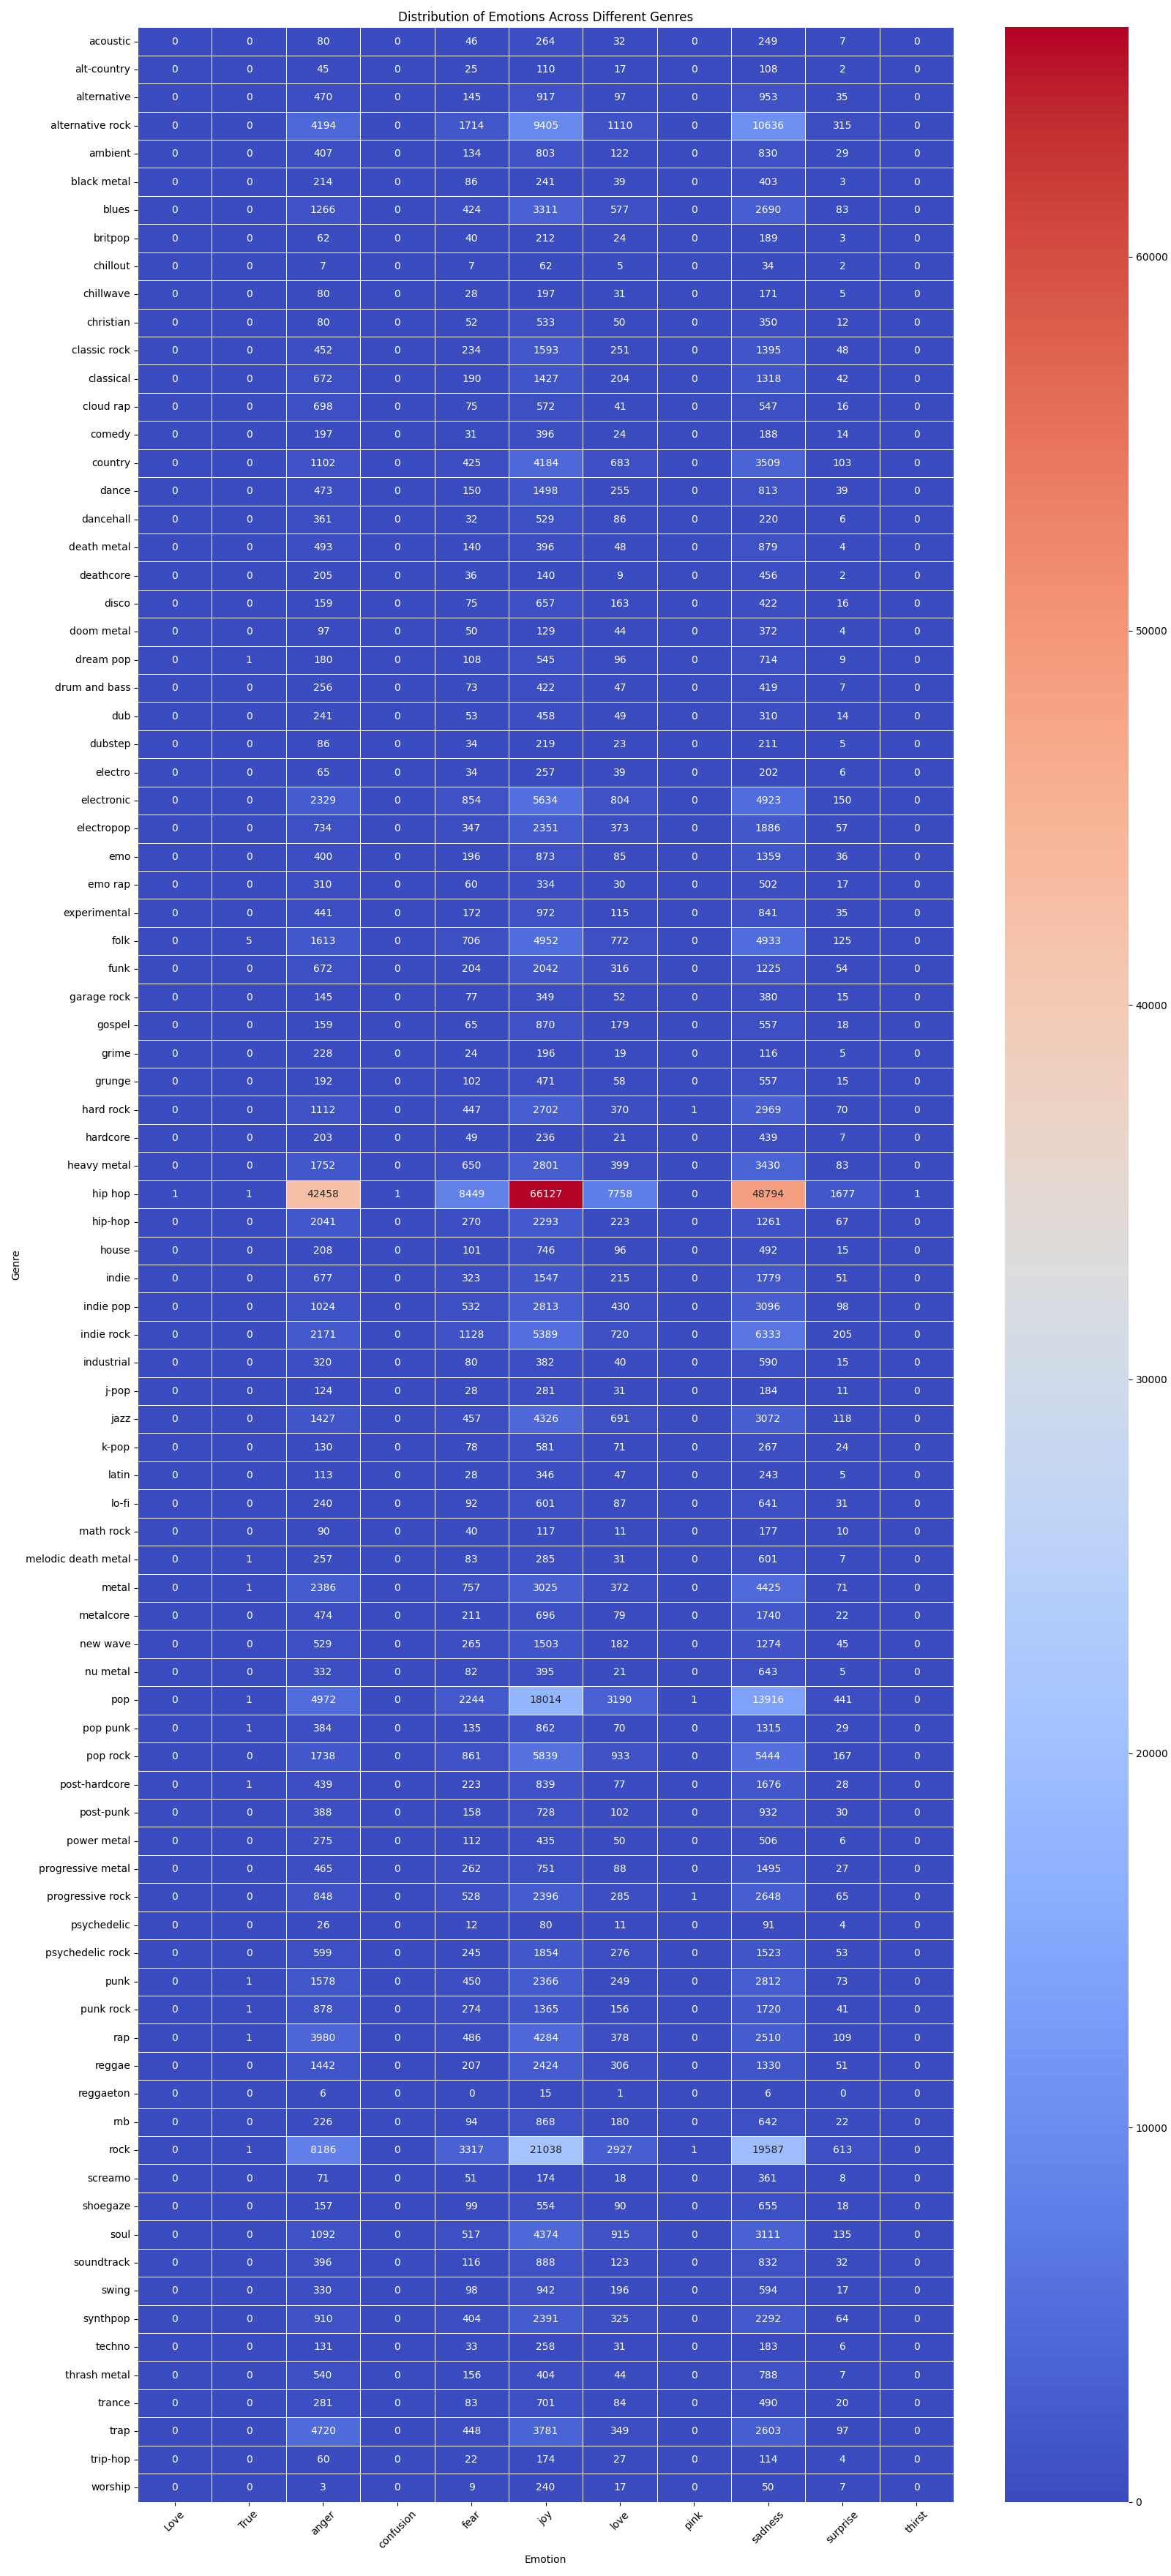 Distribution of Emotions Across Different Genres
acoustic 0 0 80 0 46 264 32 0 249 7 0
alt-country 0 0 45 0 25 110 17 0 108 2 0
alternative 0 0 470 0 145 917 97 0 953 35 0
alternative rock 0 0 4194 0 1714 9405 1110 0 10636 315 0
ambient 0 0 407 0 134 803 122 0 830 29 0
black metal 0 0 214 0 86 241 39 0 403 3 0
blues 0 0 1266 0 424 3311 577 0 2690 83 0
britpop 0 0 62 0 40 212 24 0 189 3 0
chillout 0 0 7 0 7 62 5 0 34 2 0
chillwave 0 0 80 0 28 197 31 0 171 5 0
christian 0 0 80 0 52 533 50 0 350 12 0
classic rock 0 0 452 0 234 1593 251 0 1395 48 0
classical 0 0 672 0 190 1427 204 0 1318 42 0
cloud rap 0 0 698 0 75 572 41 0 547 16 0
comedy 0 0 197 0 31 396 24 0 188 14 0
country 0 0 1102 0 425 4184 683 0 3509 103 0
dance 0 0 473 0 150 1498 255 0 813 39 0
dancehall 0 0 361 0 32 529 86 0 220 6 0
death metal 0 0 493 0 140 396 48 0 879 4 0
deathcore 0 0 205 0 36 140 9 0 456 2 0
disco 0 0 159 0 75 657 163 0 422 16 0
doom metal 0 0 97 0 50 129 44 0 372 4 0
dream pop 0 1 180 0 108 545 96 0 714 9 0
drum and bass 0 0 256 0 73 422 47 0 419 7 0
dub 0 0 241 0 53 458 49 0 310 14 0
dubstep 0 0 86 0 34 219 23 0 211 5 0
electro 0 0 65 0 34 257 39 0 202 6 0
electronic 0 0 2329 0 854 5634 804 0 4923 150 0
electropop 0 0 734 0 347 2351 373 0 1886 57 0
emo 0 0 400 0 196 873 85 0 1359 36 0
emo rap 0 0 310 0 60 334 30 0 502 17 0
experimental 0 0 441 0 172 972 115 0 841 35 0
folk 0 5 1613 0 706 4952 772 0 4933 125 0
funk 0 0 672 0 204 2042 316 0 1225 54 0
garage rock 0 0 145 0 77 349 52 0 380 15 0
gospel 0 0 159 0 65 870 179 0 557 18 0
grime 0 0 228 0 24 196 19 0 116 5 0
grunge 0 0 192 0 102 471 58 0 557 15 0
hard rock 0 0 1112 0 447 2702 370 1 2969 70 0
hardcore 0 0 203 0 49 236 21 0 439 7 0
heavy metal 0 0 1752 0 650 2801 399 0 3430 83 0
hip hop 1 1 42458 1 8449 66127 7758 0 48794 1677 1
hip-hop 0 0 2041 0 270 2293 223 0 1261 67 0
house 0 0 208 0 101 746 96 0 492 15 0
indie 0 0 677 0 323 1547 215 0 1779 51 0
indie pop 0 0 1024 0 532 2813 430 0 3096 98 0
indie rock 0 0 2171 0 1128 5389 720 0 6333 205 0
industrial 0 0 320 0 80 382 40 0 590 15 0
j-pop 0 0 124 0 28 281 31 0 184 11 0
jazz 0 0 1427 0 457 4326 691 0 3072 118 0
k-pop 0 0 130 0 78 581 71 0 267 24 0
latin 0 0 113 0 28 346 47 0 243 5 0
lo-fi 0 0 240 0 92 601 87 0 641 31 0
math rock 0 0 90 0 40 117 11 0 177 10 0
melodic death metal 0 1 257 0 83 285 31 0 601 7 0
metal 0 1 2386 0 757 3025 372 0 4425 71 0
metalcore 0 0 474 0 211 696 79 0 1740 22 0
new wave 0 0 529 0 265 1503 182 0 1274 45 0
nu metal 0 0 332 0 82 395 21 0 643 5 0
pop 0 1 4972 0 2244 18014 3190 1 13916 441 0
pop punk 0 1 384 0 135 862 70 0 1315 29 0
pop rock 0 0 1738 0 861 5839 933 0 5444 167 0
post-hardcore 0 1 439 0 223 839 77 0 1676 28 0
post-punk 0 0 388 0 158 728 102 0 932 30 0
power metal 0 0 275 0 112 435 50 0 506 6 0
progressive metal 0 0 465 0 262 751 88 0 1495 27 0
progressive rock 0 0 848 0 528 2396 285 1 2648 65 0
psychedelic 0 0 26 0 12 80 11 0 91 4 0
psychedelic rock 0 0 599 0 245 1854 276 0 1523 53 0
punk 0 1 1578 0 450 2366 249 0 2812 73 0
punk rock 0 1 878 0 274 1365 156 0 1720 41 0
rap 0 1 3980 0 486 4284 378 0 2510 109 0
reggae 0 0 1442 0 207 2424 306 0 1330 51 0
reggaeton 0 0 6 0 0 15 1 0 6 0 0
rnb 0 0 226 0 94 868 180 0 642 22 0
rock 0 1 8186 0 3317 21038 2927 1 19587 613 0
screamo 0 0 71 0 51 174 18 0 361 8 0
shoegaze 0 0 157 0 99 554 90 0 655 18 0
soul 0 0 1092 0 517 4374 915 0 3111 135 0
soundtrack 0 0 396 0 116 888 123 0 832 32 0
swing 0 0 330 0 98 942 196 0 594 17 0
synthpop 0 0 910 0 404 2391 325 0 2292 64 0
techno 0 0 131 0 33 258 31 0 183 6 0
thrash metal 0 0 540 0 156 404 44 0 788 7 0
trance 0 0 281 0 83 701 84 0 490 20 0
trap 0 0 4720 0 448 3781 349 0 2603 97 0
trip-hop 0 0 60 0 22 174 27 0 114 4 0
worship 0 0 3 0 9 240 17 0 50 7 0
Love True anger confusion fear joy love pink sadness surprise thirst
Emotion
Genre
60000
50000
40000
30000
20000
10000
0